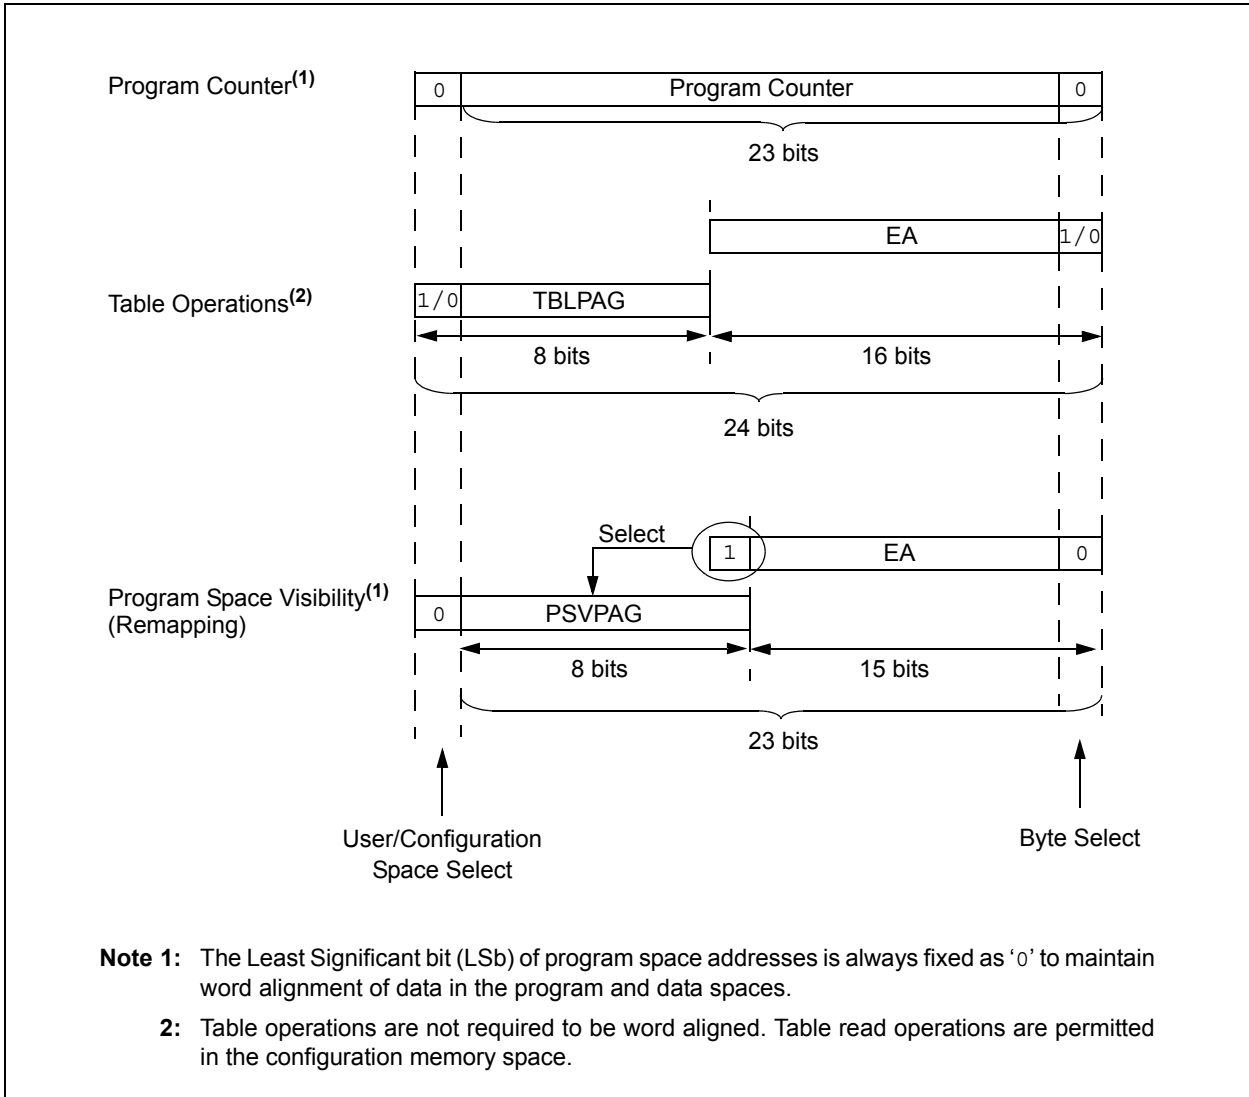 Program Counter(1)
0
Program Counter
0
23 bits
EA
1/0
Table Operations(2)
1/0
TBLPAG
8 bits
16 bits
24 bits
Select
1
EA
0
Program Space Visibility(1)
(Remapping)
0
PSVPAG
8 bits
15 bits
23 bits
User/Configuration
Space Select
Byte Select
Note 1: The Least Significant bit (LSb) of program space addresses is always fixed as ‘0’ to maintain
word alignment of data in the program and data spaces.
2: Table operations are not required to be word aligned. Table read operations are permitted
in the configuration memory space.